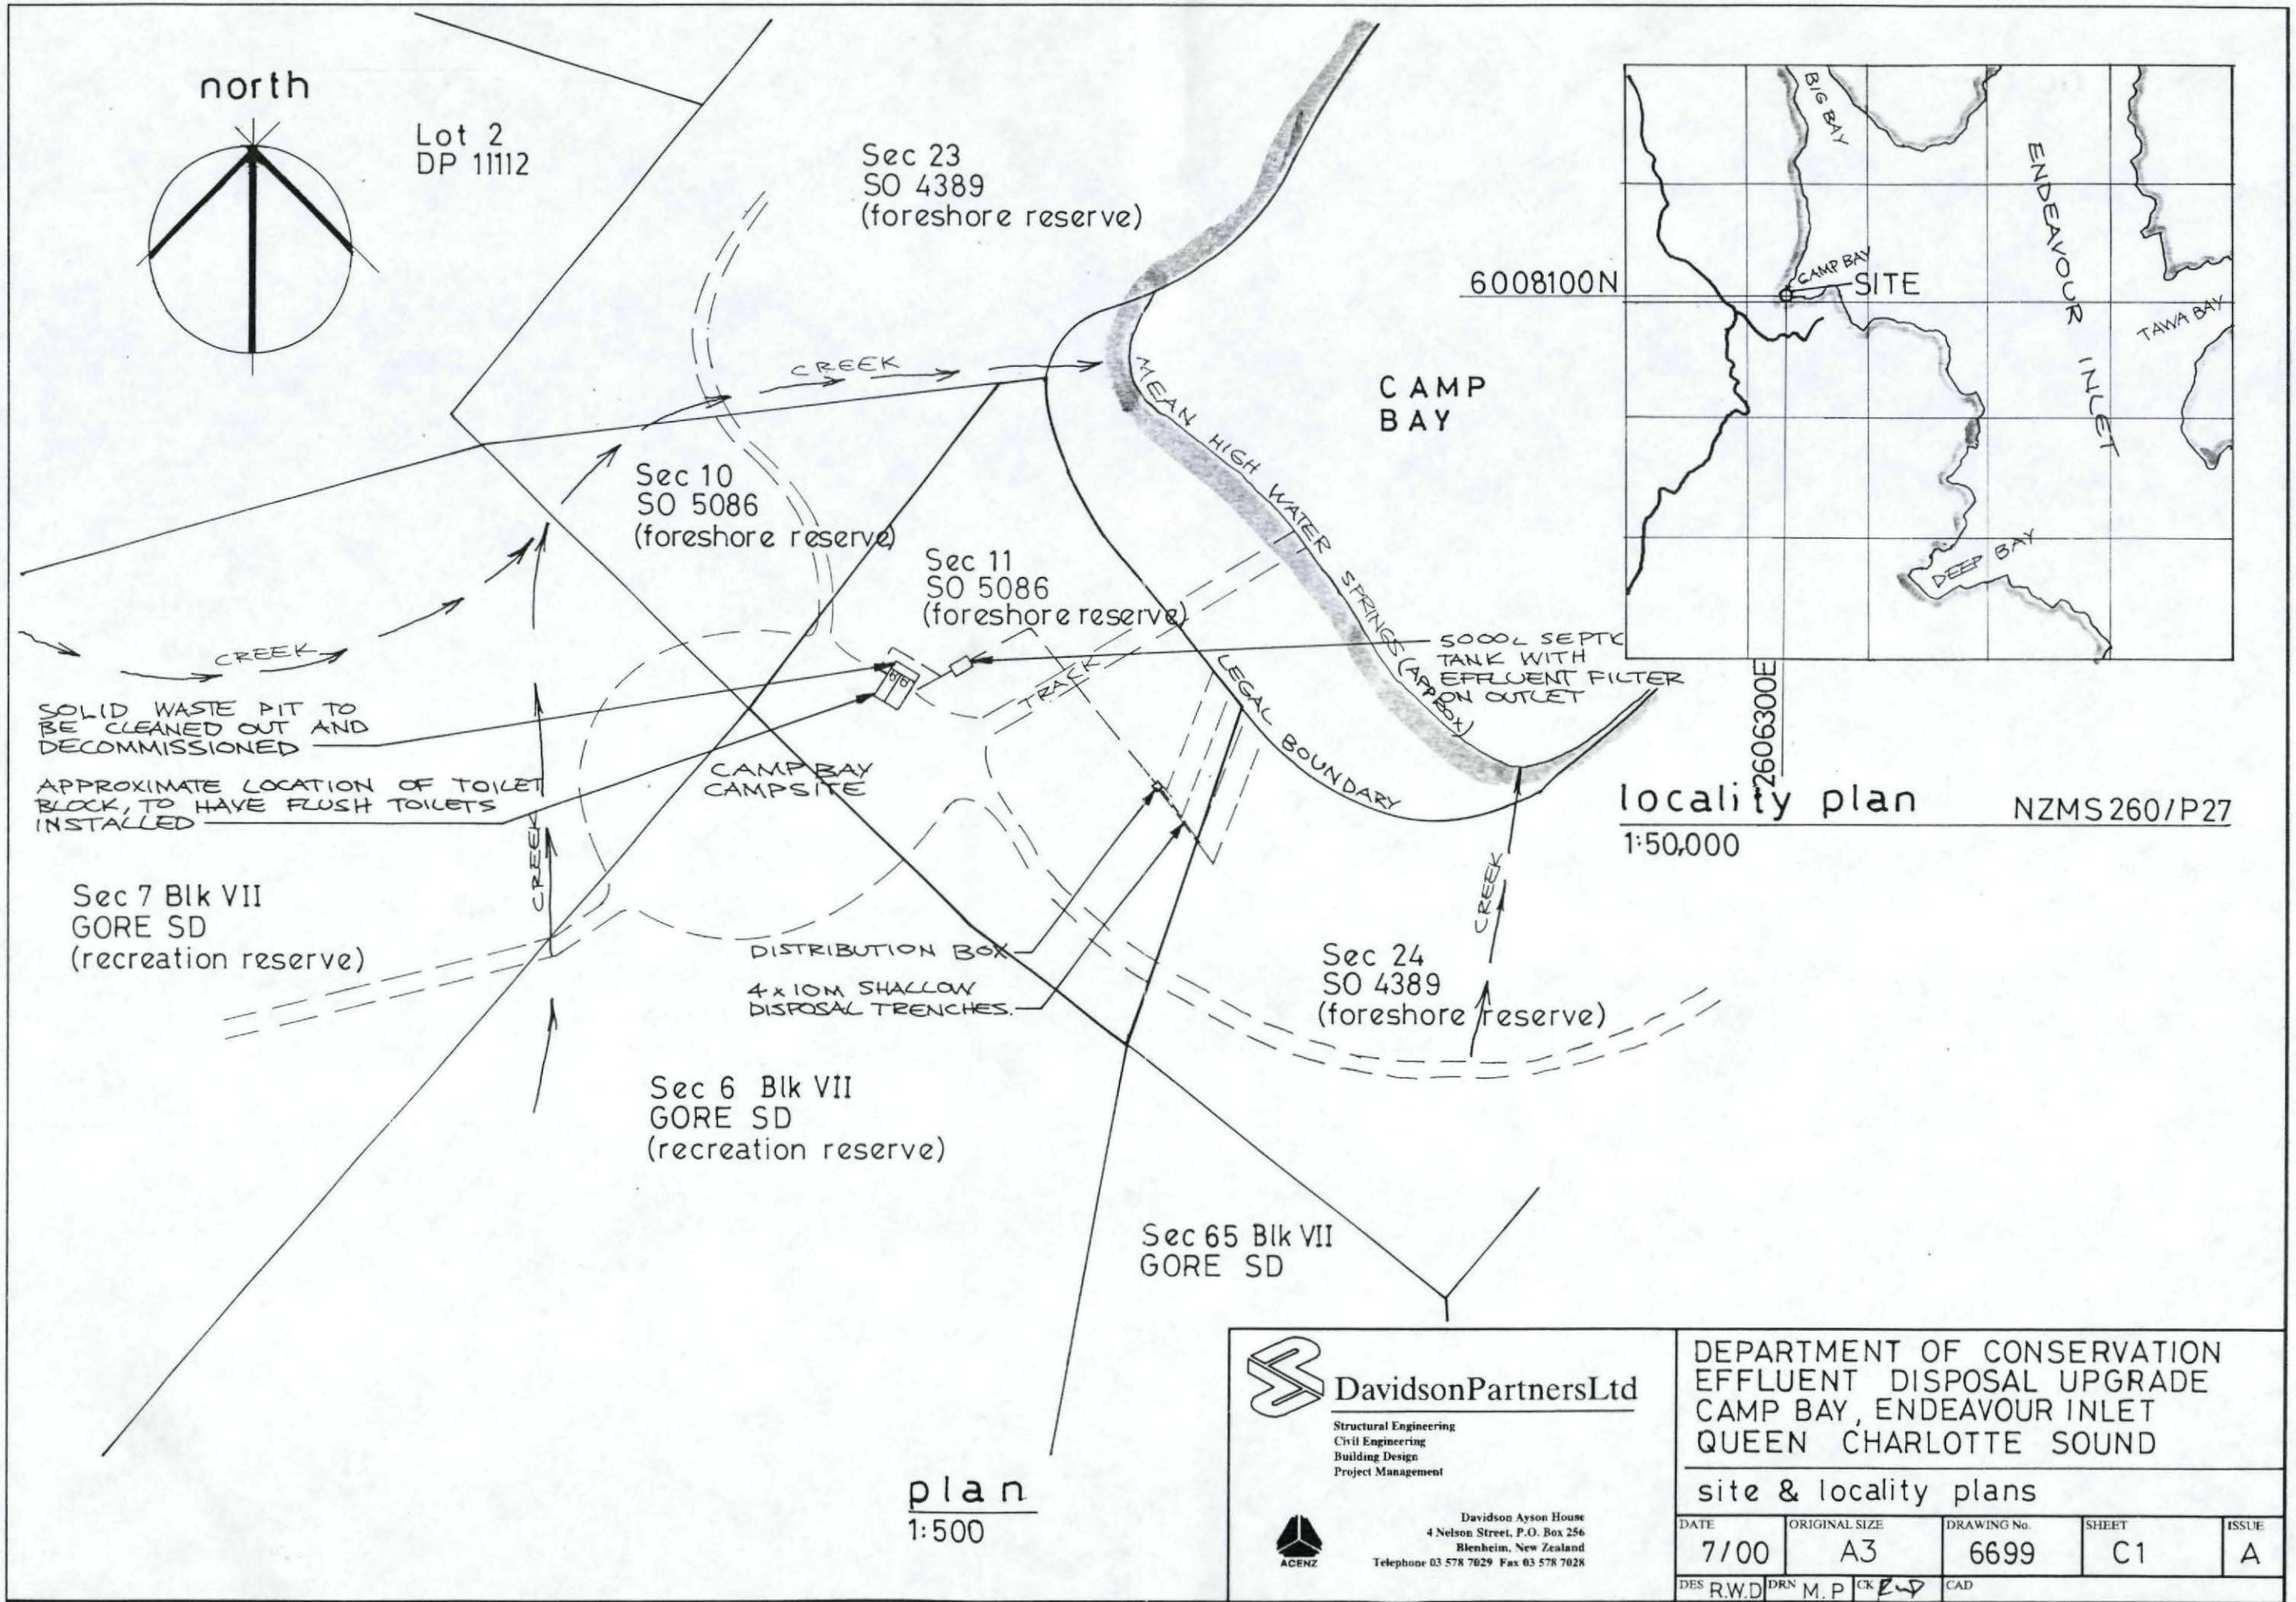 north
Lot 2
DP 11112
Sec 23
SO 4389
(foreshore reserve)
CREEK
Sec 10
SO 5086
(foreshore reserve)
Sec 11
SO 5086
(foreshore reserve)
CAMP
BAY
MEAN HIGH WATER SPRINGS (APPROX)
LEGAL BOUNDARY
TRACK
5000L SEPTIC
TANK WITH
EFFLUENT FILTER
ON OUTLET
CREEK
SOLID WASTE PIT TO
BE CLEANED OUT AND
DECOMMISSIONED
APPROXIMATE LOCATION OF TOILET
BLOCK, TO HAVE FLUSH TOILETS
INSTALLED
CREEK
CAMP BAY
CAMPSITE
Sec 7 Blk VII
GORE SD
(recreation reserve)
DISTRIBUTION BOX
4 x 10M SHALLOW
DISPOSAL TRENCHES.
CREEK
Sec 24
SO 4389
(foreshore reserve)
Sec 6 Blk VII
GORE SD
(recreation reserve)
Sec 65 Blk VII
GORE SD
plan
1:500
BIG BAY
ENDEAVOUR INLET
CAMP BAY
SITE
6008100N
TAWA BAY
DEEP BAY
2606300E
locality plan
NZMS 260/P27
1:50,000
DavidsonPartnersLtd
Structural Engineering
Civil Engineering
Building Design
Project Management
ACENZ
Davidson Ayson House
4 Nelson Street, P.O. Box 256
Blenheim, New Zealand
Telephone 03 578 7029 Fax 03 578 7028
DEPARTMENT OF CONSERVATION
EFFLUENT DISPOSAL UPGRADE
CAMP BAY, ENDEAVOUR INLET
QUEEN CHARLOTTE SOUND
site & locality plans
DATE 7/00
ORIGINAL SIZE A3
DRAWING No. 6699
SHEET C1
ISSUE A
DES R.W.D DRN M.P CK RWD CAD